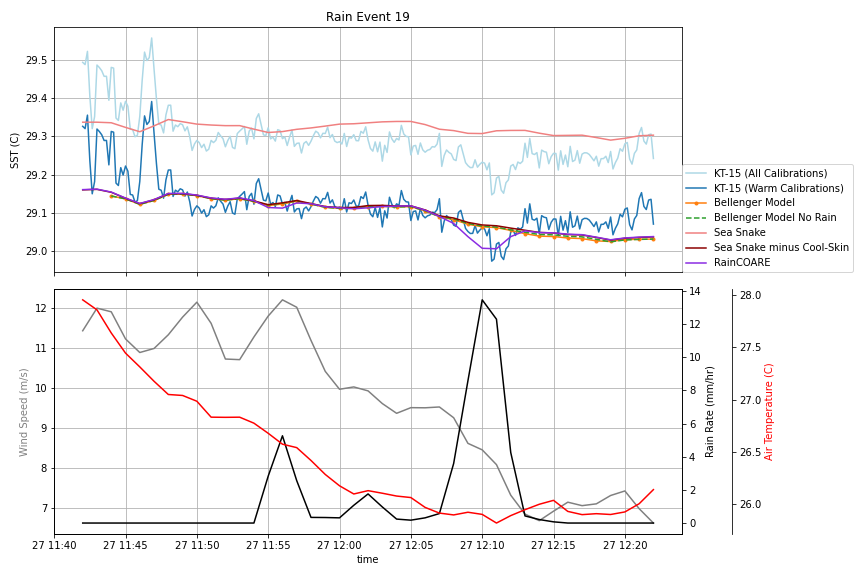 Rain Event 19
SST (C)
29.5
29.4
29.3
29.2
29.1
29.0
KT-15 (All Calibrations)
KT-15 (Warm Calibrations)
Bellenger Model
Bellenger Model No Rain
Sea Snake
Sea Snake minus Cool-Skin
RainCOARE
Wind Speed (m/s)
12
11
10
9
8
7
14
12
10
8
6
4
2
0
Rain Rate (mm/hr)
28.0
27.5
27.0
26.5
26.0
Air Temperature (C)
27 11:40 27 11:45 27 11:50 27 11:55 27 12:00 27 12:05 27 12:10 27 12:15 27 12:20
time